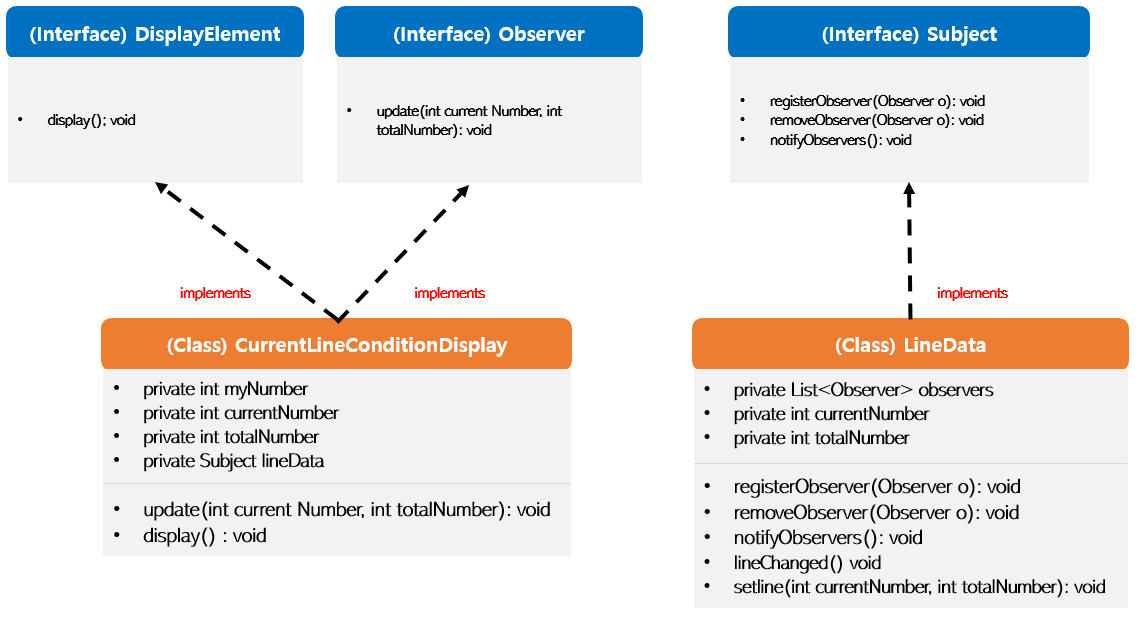 (Interface) DisplayElement
• display(); void
(Interface) Observer
• update(int current Number, int
totalNumber): void
(Interface) Subject
• registerObserver(Observer o): void
• removeObserver(Observer o): void
• notifyObservers(): void
implements
implements
implements
(Class) CurrentLineConditionDisplay
• private int myNumber
• private int currentNumber
• private int totalNumber
• private Subject lineData
• update(int current Number, int totalNumber): void
• display() : void
(Class) LineData
• private List<Observer> observers
• private int currentNumber
• private int totalNumber
• registerObserver(Observer o): void
• removeObserver(Observer o): void
• notifyObservers(): void
• lineChanged() void
• setline(int currentNumber, int totalNumber): void